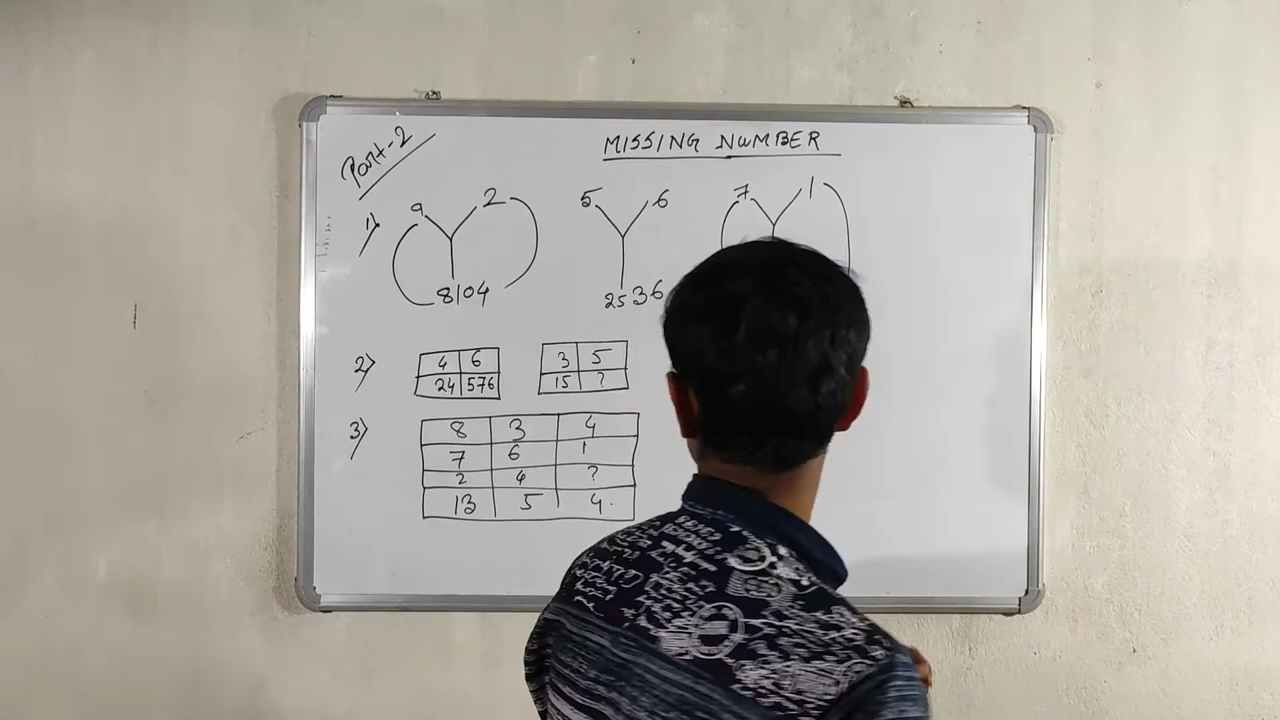 Part-2
MISSING NUMBER
1) 9 2 5 6 7 1
8104 2536
2) 4 6 3 5
24 576 15 ?
3) 8 3 4
7 6 1
2 4 ?
13 5 4.